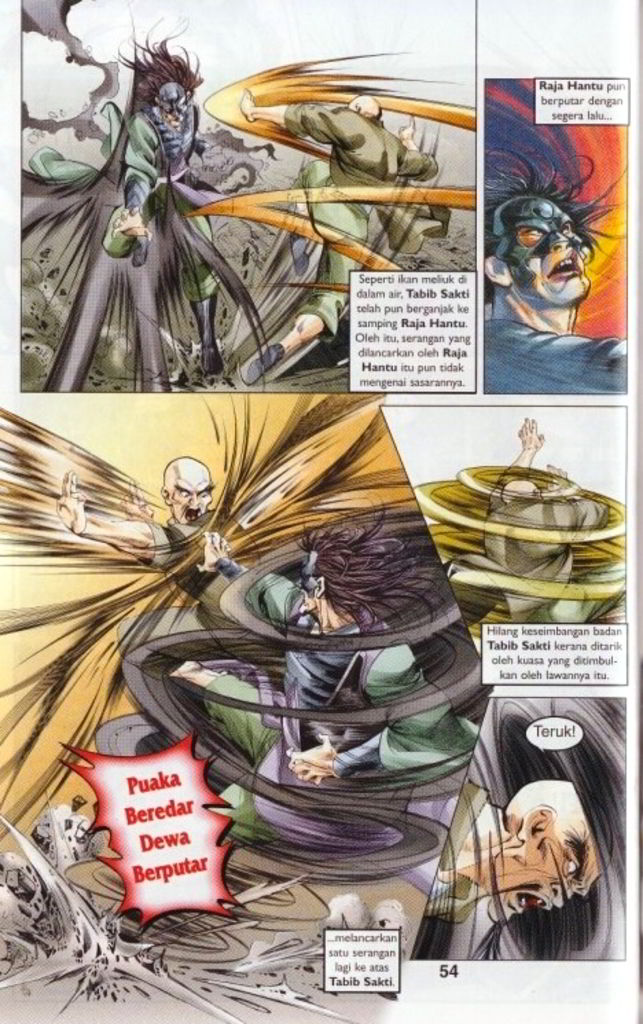 Seperti ikan meliuk di
dalam air, Tabib Sakti
telah pun berganjak ke
samping Raja Hantu.
Oleh itu, serangan yang
dilancarkan oleh Raja
Hantu itu pun tidak
mengenai sasarannya.
Raja Hantu pun
berputar dengan
segera lalu...
Puaka
Beredar
Dewa
Berputar
...melancarkan
satu serangan
lagi ke atas
Tabib Sakti.
Hilang keseimbangan badan
Tabib Sakti kerana ditarik
oleh kuasa yang ditimbul-
kan oleh lawannya itu.
Teruk!
54